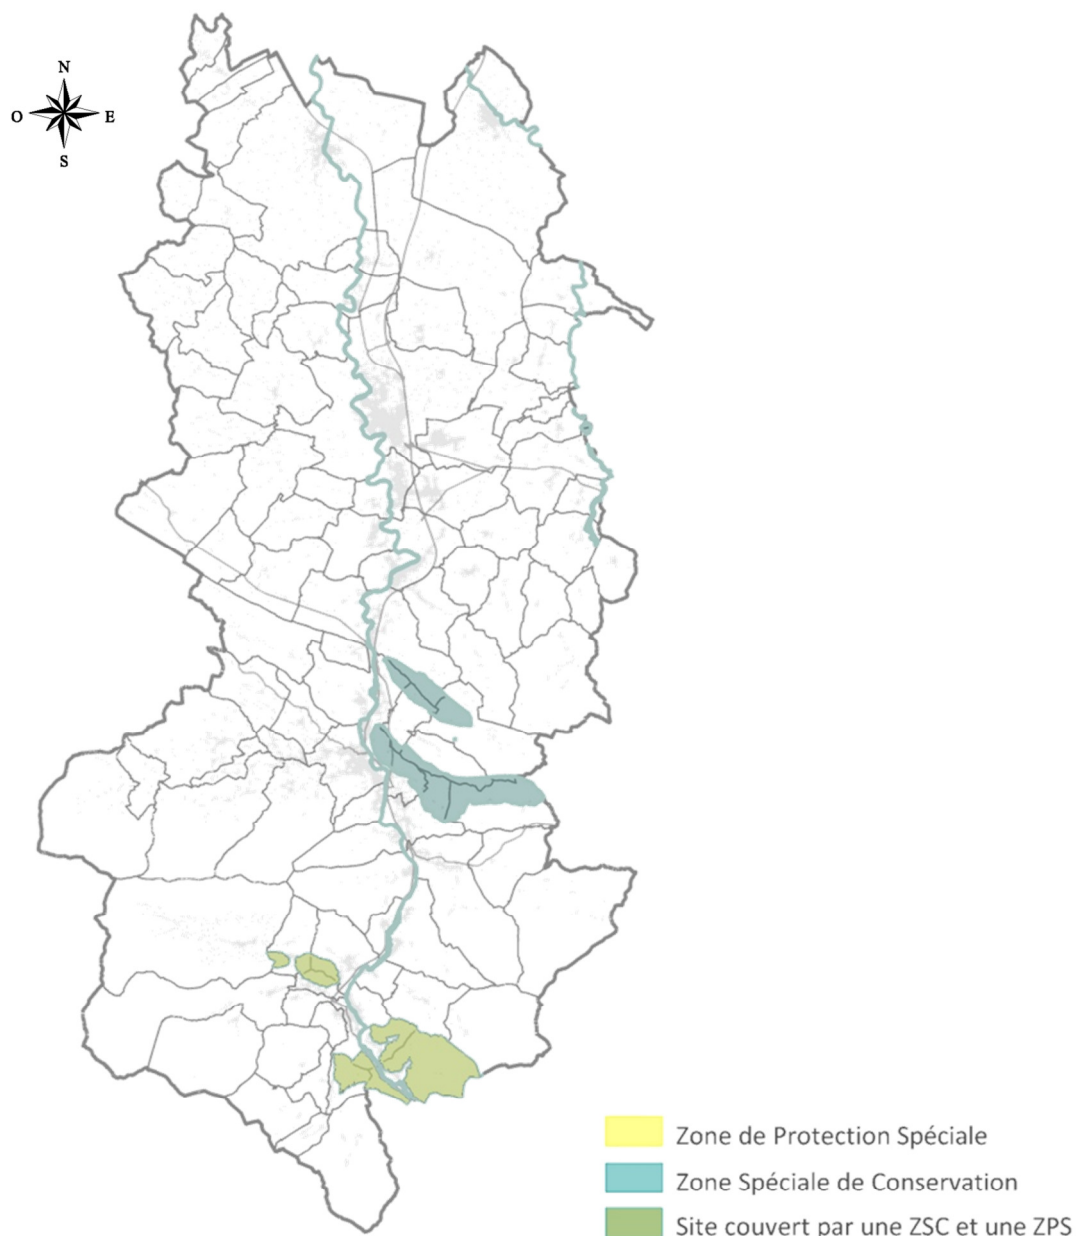 N
O E
S
Zone de Protection Spéciale
Zone Spéciale de Conservation
Site couvert par une ZSC et une ZPS